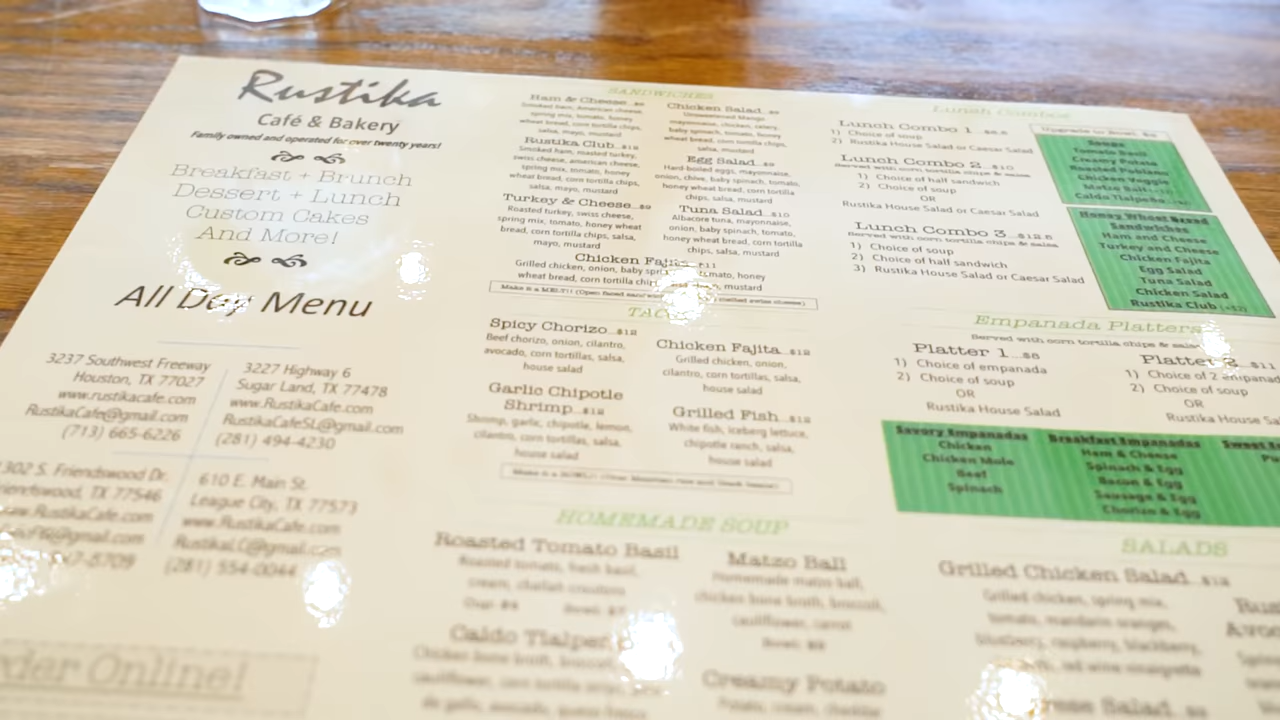 Rustika
Café & Bakery
Family owned and operated for over twenty years!
Breakfast + Brunch
Dessert + Lunch
Custom Cakes
And More!
All Day Menu
3237 Southwest Freeway
Houston, TX 77027
www.rustikacafe.com
RustikaCafe@gmail.com
(713) 665-6226
3227 Highway 6
Sugar Land, TX 77478
www.RustikaCafe.com
RustikaCafeSL@gmail.com
(281) 494-4230
S. Friendswood Dr.
TX 77546
www.RustikaCafe.com
610 E. Main St.
League City, TX 77573
www.RustikaCafe.com
RustikaLC@gmail.com
(281) 554-0044
Online!
SANDWICHES
Ham & Cheese...$9
Smoked ham, american cheese,
spring mix, tomato, honey
wheat bread, corn tortilla chips,
salsa, mayo, mustard
Rustika Club...$12
Smoked ham, roasted turkey,
swiss cheese, american cheese,
spring mix, tomato, honey
wheat bread, corn tortilla chips,
salsa, mayo, mustard
Turkey & Cheese...$9
Roasted turkey, swiss cheese,
spring mix, tomato, honey wheat
bread, corn tortilla chips, salsa,
mayo, mustard
Chicken Salad...$9
mayonnaise, chicken, celery,
baby spinach, tomato, honey
wheat bread, corn tortilla chips,
salsa, mustard
Egg Salad...$9
Hard-boiled eggs, mayonnaise,
onion, chive, baby spinach, tomato,
honey wheat bread, corn tortilla
chips, salsa, mustard
Tuna Salad...$10
Albacore tuna, mayonnaise,
onion, baby spinach, tomato,
honey wheat bread, corn tortilla
chips, salsa, mustard
Chicken Fajita...$11
Grilled chicken, onion, baby spinach, tomato, honey
wheat bread, corn tortilla chips, salsa, mustard
Make it a MELT! (Open faced sandwich melted swiss cheese)
TACOS
Spicy Chorizo...$12
Beef chorizo, onion, cilantro,
avocado, corn tortillas, salsa,
house salad
Garlic Chipotle
Shrimp...$12
Shrimp, garlic, chipotle, lemon,
cilantro, corn tortillas, salsa,
house salad
Chicken Fajita...$12
Grilled chicken, onion,
cilantro, corn tortillas, salsa,
house salad
Grilled Fish...$12
White fish, iceberg lettuce,
chipotle ranch, salsa,
house salad
Make it a BOWL!
HOMEMADE SOUP
Roasted Tomato Basil
Roasted tomato, fresh basil,
cream, challah croutons
Caldo Tlalpeño
Chicken bone broth, broccoli,
Matzo Ball
Homemade matzo ball,
chicken bone broth, broccoli,
cauliflower, carrot
Creamy Potato
Potato, cream, cheddar
Lunch Combos
Lunch Combo 1...$8.5
1) Choice of soup
2) Rustika House Salad or Caesar Salad
Lunch Combo 2...$10
Served with corn tortilla chips & salsa
1) Choice of half sandwich
2) Choice of soup
OR
Rustika House Salad or Caesar Salad
Lunch Combo 3...$12.5
Served with corn tortilla chips & salsa
1) Choice of soup
2) Choice of half sandwich
3) Rustika House Salad or Caesar Salad
Upgrade to Bowl, $2
Soups
Tomato Basil
Creamy Potato
Roasted Poblano
Chicken Veggie
Matzo Ball
Caldo Tlalpeño
Honey Wheat Bread
Sandwiches
Ham and Cheese
Turkey and Cheese
Chicken Fajita
Egg Salad
Tuna Salad
Chicken Salad
Rustika Club (+$2)
Empanada Platters
Served with corn tortilla chips & salsa
Platter 1...$8
1) Choice of empanada
2) Choice of soup
OR
Rustika House Salad
Platter 2...$11
1) Choice of 2 empanadas
2) Choice of soup
OR
Rustika House
Savory Empanadas
Chicken
Chicken Mole
Beef
Spinach
Breakfast Empanadas
Ham & Cheese
Spinach & Egg
Bacon & Egg
Sausage & Egg
Chorizo & Egg
SALADS
Grilled Chicken Salad...$12
Grilled chicken, spring mix,
tomato, mandarin oranges,
blueberry, raspberry, blackberry,
red wine vinaigrette
Salad